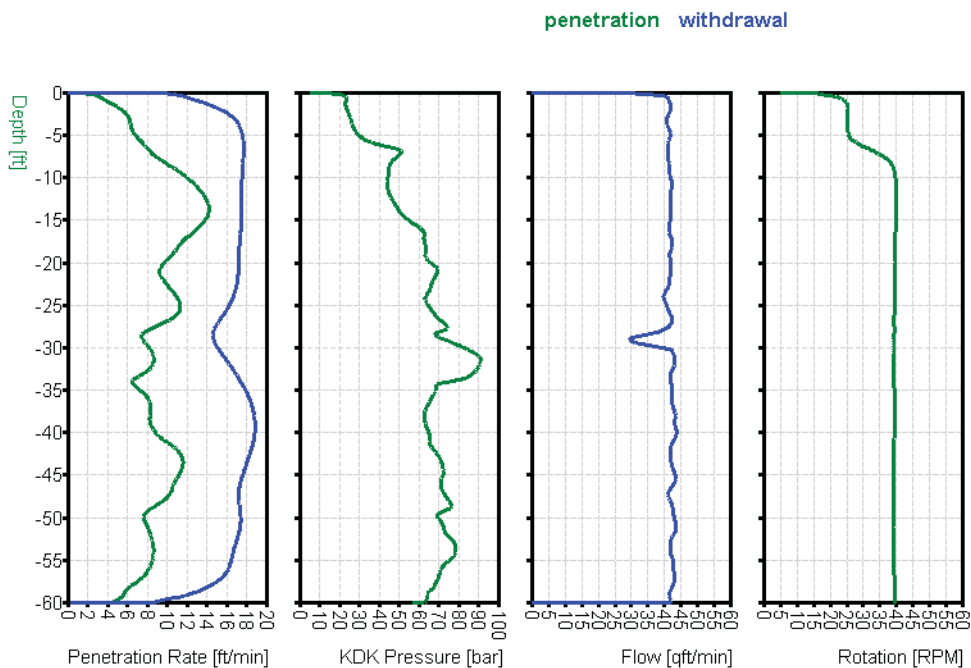 penetration withdrawal
Depth [ft]
0
-5
-10
-15
-20
-25
-30
-35
-40
-45
-50
-55
-60
0 2 4 6 8 10 12 14 16 18 20
Penetration Rate [ft/min]
0 10 20 30 40 50 60 70 80 90 100
KDK Pressure [bar]
0 5 10 15 20 25 30 35 40 45 50 55 60
Flow [qft/min]
0 5 10 15 20 25 30 35 40 45 50 55 60
Rotation [RPM]